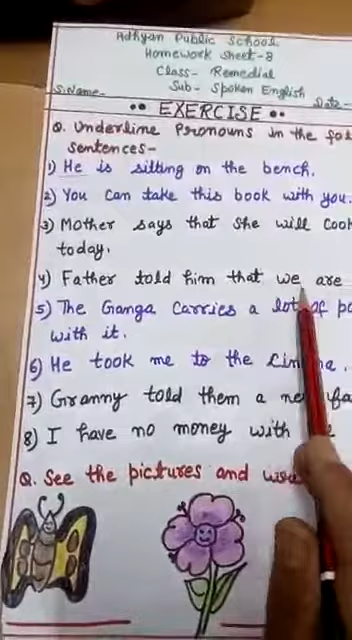 Adhyan Public School
Homework Sheet-8
Class- Remedial
Sub- Spoken English
S.Name- Date-
•• EXERCISE ••
Q. Underline Pronouns in the
sentences-
1) He is sitting on the bench.
2) You can take this book with you.
3) Mother says that she will cook
today.
4) Father told him that we are
5) The Ganga carries a lot of
with it.
6) He took me to the
7) Granny told them a
8) I have no money with
Q. See the pictures and